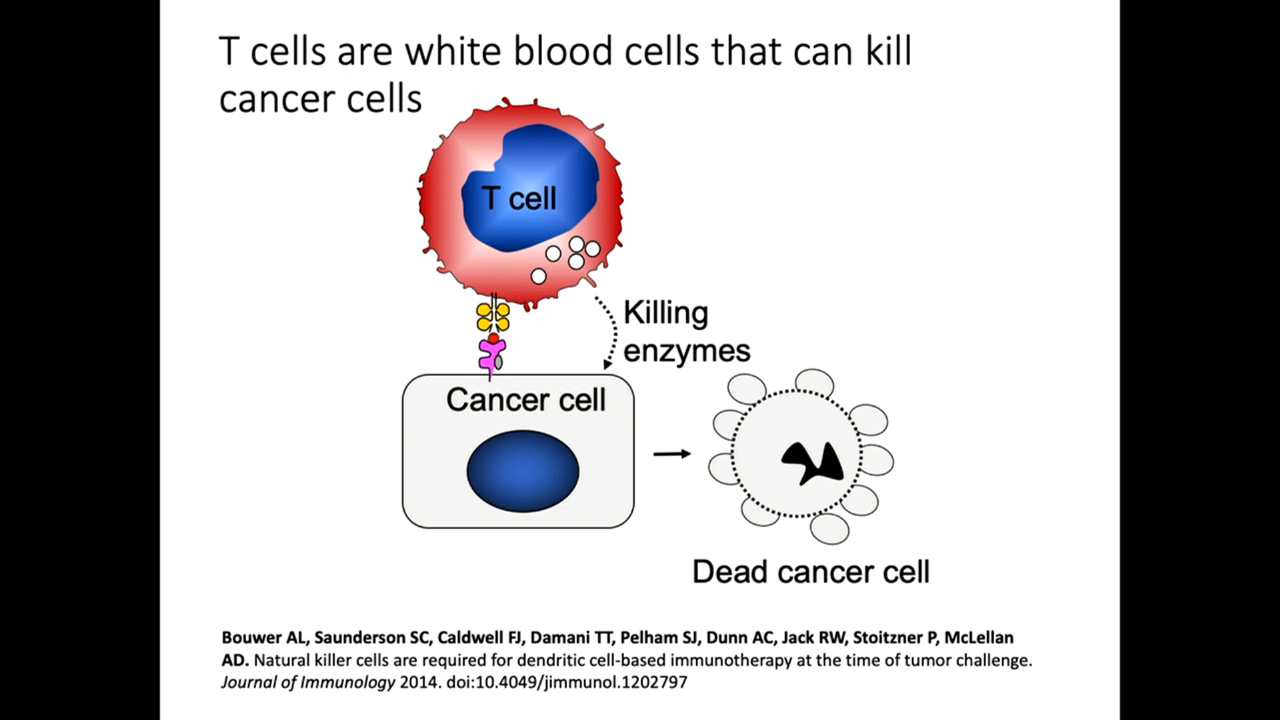 T cells are white blood cells that can kill
cancer cells
T cell
Killing
enzymes
Cancer cell
Dead cancer cell
Bouwer AL, Saunderson SC, Caldwell FJ, Damani TT, Pelham SJ, Dunn AC, Jack RW, Stoitzner P, McLellan
AD. Natural killer cells are required for dendritic cell-based immunotherapy at the time of tumor challenge.
Journal of Immunology 2014. doi:10.4049/jimmunol.1202797